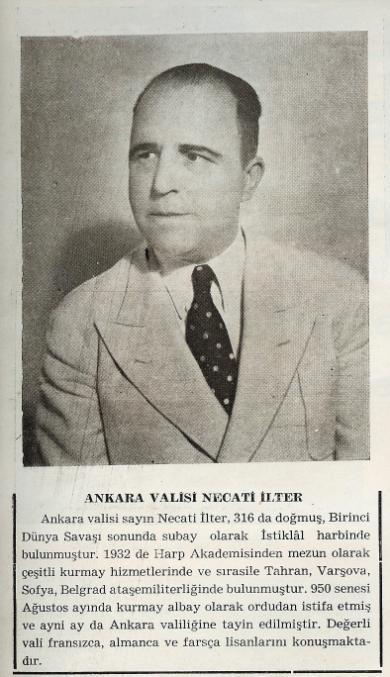 ANKARA VALİSİ NECATİ İLTER
Ankara valisi sayın Necati İlter, 316 da doğmuş, Birinci
Dünya Savaşı sonunda subay olarak İstiklâl harbinde
bulunmuştur. 1932 de Harp Akademisinden mezun olarak
çeşitli kurmay hizmetlerinde ve sırasile Tahran, Varşova,
Sofya, Belgrad ataşemiliterliğinde bulunmuştur. 950 senesi
Ağustos ayında kurmay albay olarak ordudan istifa etmiş
ve ayni ay da Ankara valiliğine tayin edilmiştir. Değerli
vali fransızca, almanca ve farsça lisanlarını konuşmakta-
dır.